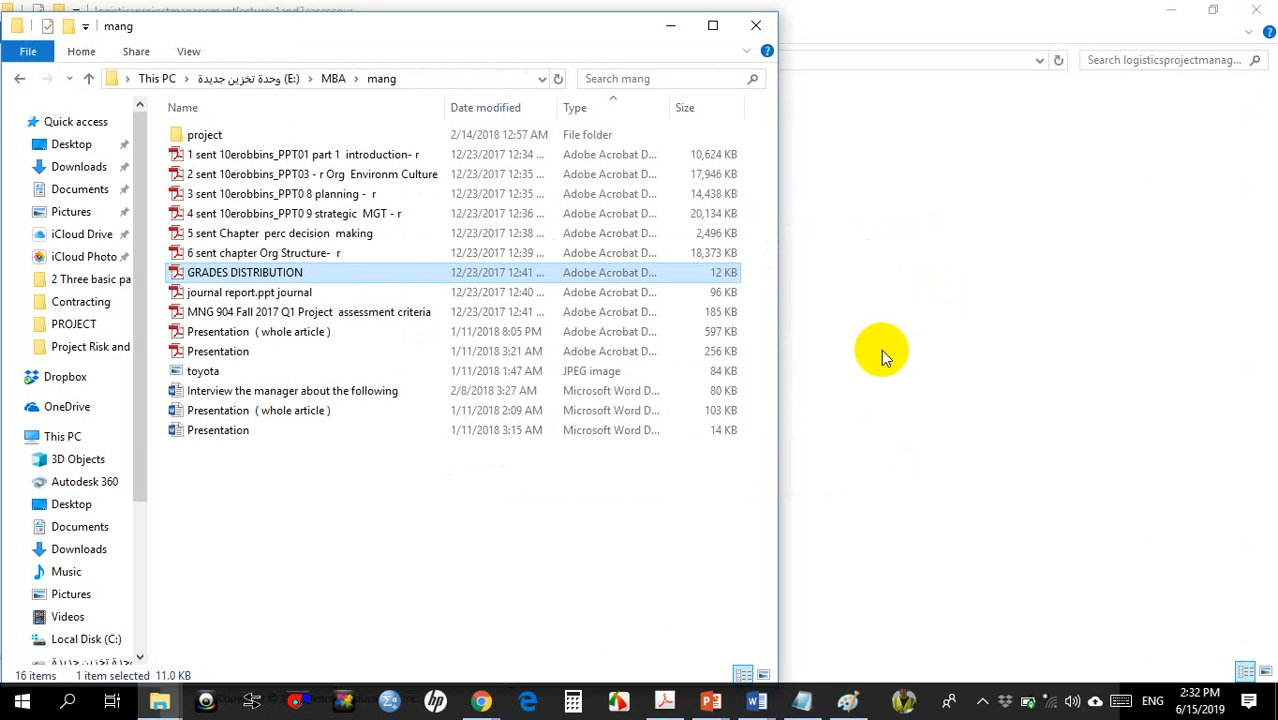 logisticsprojectmanagementlectures1and2casescour
mang
File Home Share View
This PC وحدة تخزين جديدة (E:) MBA mang
Search mang
Search logisticsprojectmanag...
Name Date modified Type Size
Quick access
Desktop
Downloads
Documents
Pictures
iCloud Drive
iCloud Photo
2 Three basic pa
Contracting
PROJECT
Project Risk and
Dropbox
OneDrive
This PC
3D Objects
Autodesk 360
Desktop
Documents
Downloads
Music
Pictures
Videos
Local Disk (C:)
وحدة تخزين جديدة
project 2/14/2018 12:57 AM File folder
1 sent 10erobbins_PPT01 part 1 introduction- r 12/23/2017 12:34 ... Adobe Acrobat D... 10,624 KB
2 sent 10erobbins_PPT03 - r Org Environm Culture 12/23/2017 12:35 ... Adobe Acrobat D... 17,946 KB
3 sent 10erobbins_PPT0 8 planning - r 12/23/2017 12:35 ... Adobe Acrobat D... 14,438 KB
4 sent 10erobbins_PPT0 9 strategic MGT - r 12/23/2017 12:36 ... Adobe Acrobat D... 20,134 KB
5 sent Chapter perc decision making 12/23/2017 12:38 ... Adobe Acrobat D... 2,496 KB
6 sent chapter Org Structure- r 12/23/2017 12:39 ... Adobe Acrobat D... 18,373 KB
GRADES DISTRIBUTION 12/23/2017 12:41 ... Adobe Acrobat D... 12 KB
journal report.ppt journal 12/23/2017 12:40 ... Adobe Acrobat D... 96 KB
MNG 904 Fall 2017 Q1 Project assessment criteria 12/23/2017 12:41 ... Adobe Acrobat D... 185 KB
Presentation ( whole article ) 1/11/2018 8:05 PM Adobe Acrobat D... 597 KB
Presentation 1/11/2018 3:21 AM Adobe Acrobat D... 256 KB
toyota 1/11/2018 1:47 AM JPEG image 84 KB
Interview the manager about the following 2/8/2018 3:27 AM Microsoft Word D... 80 KB
Presentation ( whole article ) 1/11/2018 2:09 AM Microsoft Word D... 103 KB
Presentation 1/11/2018 3:15 AM Microsoft Word D... 14 KB
16 items 1 item selected 11.0 KB
ENG
2:32 PM
6/15/2019